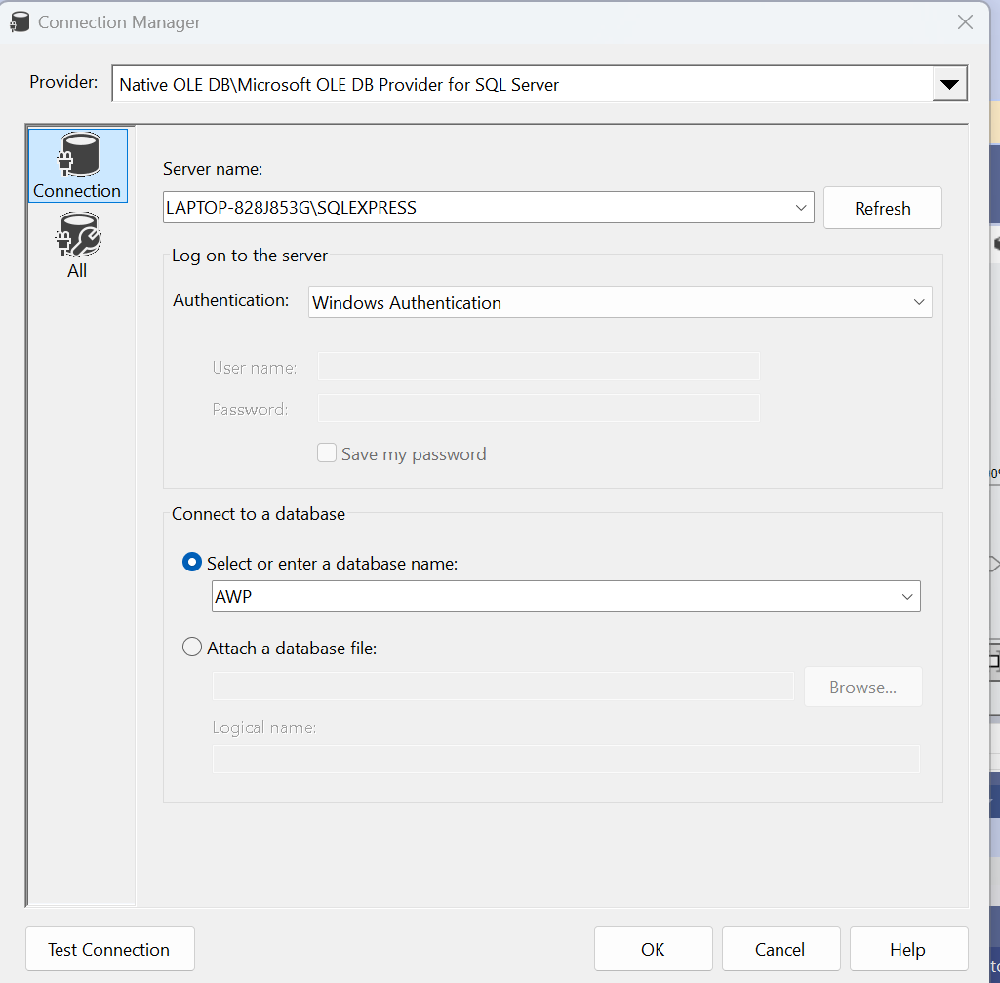 Connection Manager
Provider:
Native OLE DB\Microsoft OLE DB Provider for SQL Server
Connection
All
Server name:
LAPTOP-828J853G\SQLEXPRESS
Refresh
Log on to the server
Authentication:
Windows Authentication
User name:
Password:
Save my password
Connect to a database
Select or enter a database name:
AWP
Attach a database file:
Browse...
Logical name:
Test Connection
OK
Cancel
Help